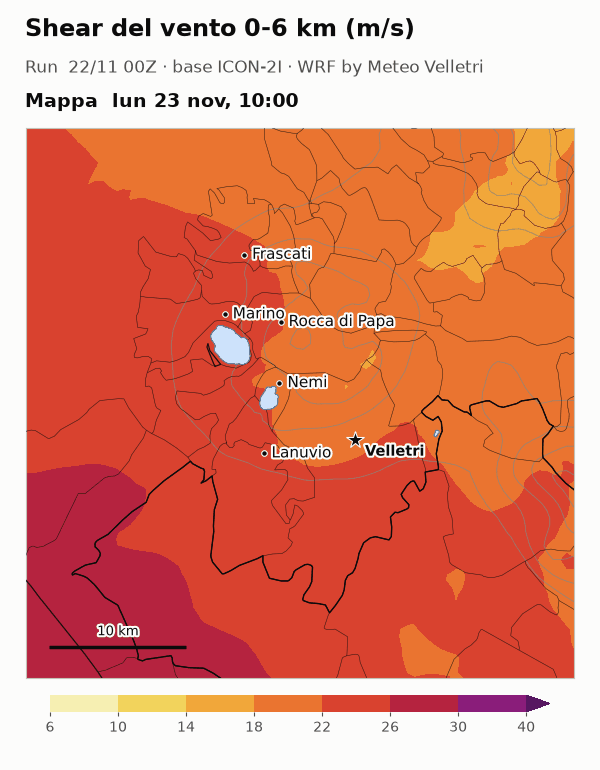 Shear del vento 0-6 km (m/s)
Run 22/11 00Z · base ICON-2I · WRF by Meteo Velletri
Mappa lun 23 nov, 10:00
Frascati
Marino
Rocca di Papa
Nemi
Velletri
Lanuvio
10 km
6 10 14 18 22 26 30 40